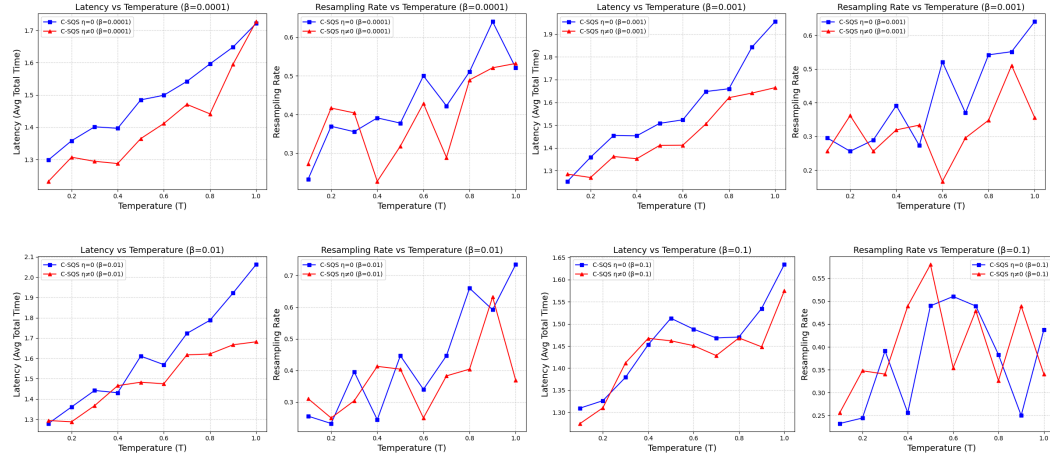 Latency vs Temperature (β=0.0001)
C-SQS η=0 (β=0.0001)
C-SQS η≠0 (β=0.0001)
Latency (Avg Total Time)
1.7
1.6
1.5
1.4
1.3
0.2 0.4 0.6 0.8 1.0
Temperature (T)
Resampling Rate vs Temperature (β=0.0001)
C-SQS η=0 (β=0.0001)
C-SQS η≠0 (β=0.0001)
Resampling Rate
0.6
0.5
0.4
0.3
0.2 0.4 0.6 0.8 1.0
Temperature (T)
Latency vs Temperature (β=0.001)
C-SQS η=0 (β=0.001)
C-SQS η≠0 (β=0.001)
Latency (Avg Total Time)
1.9
1.8
1.7
1.6
1.5
1.4
1.3
0.2 0.4 0.6 0.8 1.0
Temperature (T)
Resampling Rate vs Temperature (β=0.001)
C-SQS η=0 (β=0.001)
C-SQS η≠0 (β=0.001)
Resampling Rate
0.6
0.5
0.4
0.3
0.2
0.2 0.4 0.6 0.8 1.0
Temperature (T)
Latency vs Temperature (β=0.01)
C-SQS η=0 (β=0.01)
C-SQS η≠0 (β=0.01)
Latency (Avg Total Time)
2.1
2.0
1.9
1.8
1.7
1.6
1.5
1.4
1.3
0.2 0.4 0.6 0.8 1.0
Temperature (T)
Resampling Rate vs Temperature (β=0.01)
C-SQS η=0 (β=0.01)
C-SQS η≠0 (β=0.01)
Resampling Rate
0.7
0.6
0.5
0.4
0.3
0.2 0.4 0.6 0.8 1.0
Temperature (T)
Latency vs Temperature (β=0.1)
C-SQS η=0 (β=0.1)
C-SQS η≠0 (β=0.1)
Latency (Avg Total Time)
1.65
1.60
1.55
1.50
1.45
1.40
1.35
1.30
0.2 0.4 0.6 0.8 1.0
Temperature (T)
Resampling Rate vs Temperature (β=0.1)
C-SQS η=0 (β=0.1)
C-SQS η≠0 (β=0.1)
Resampling Rate
0.55
0.50
0.45
0.40
0.35
0.30
0.25
0.2 0.4 0.6 0.8 1.0
Temperature (T)